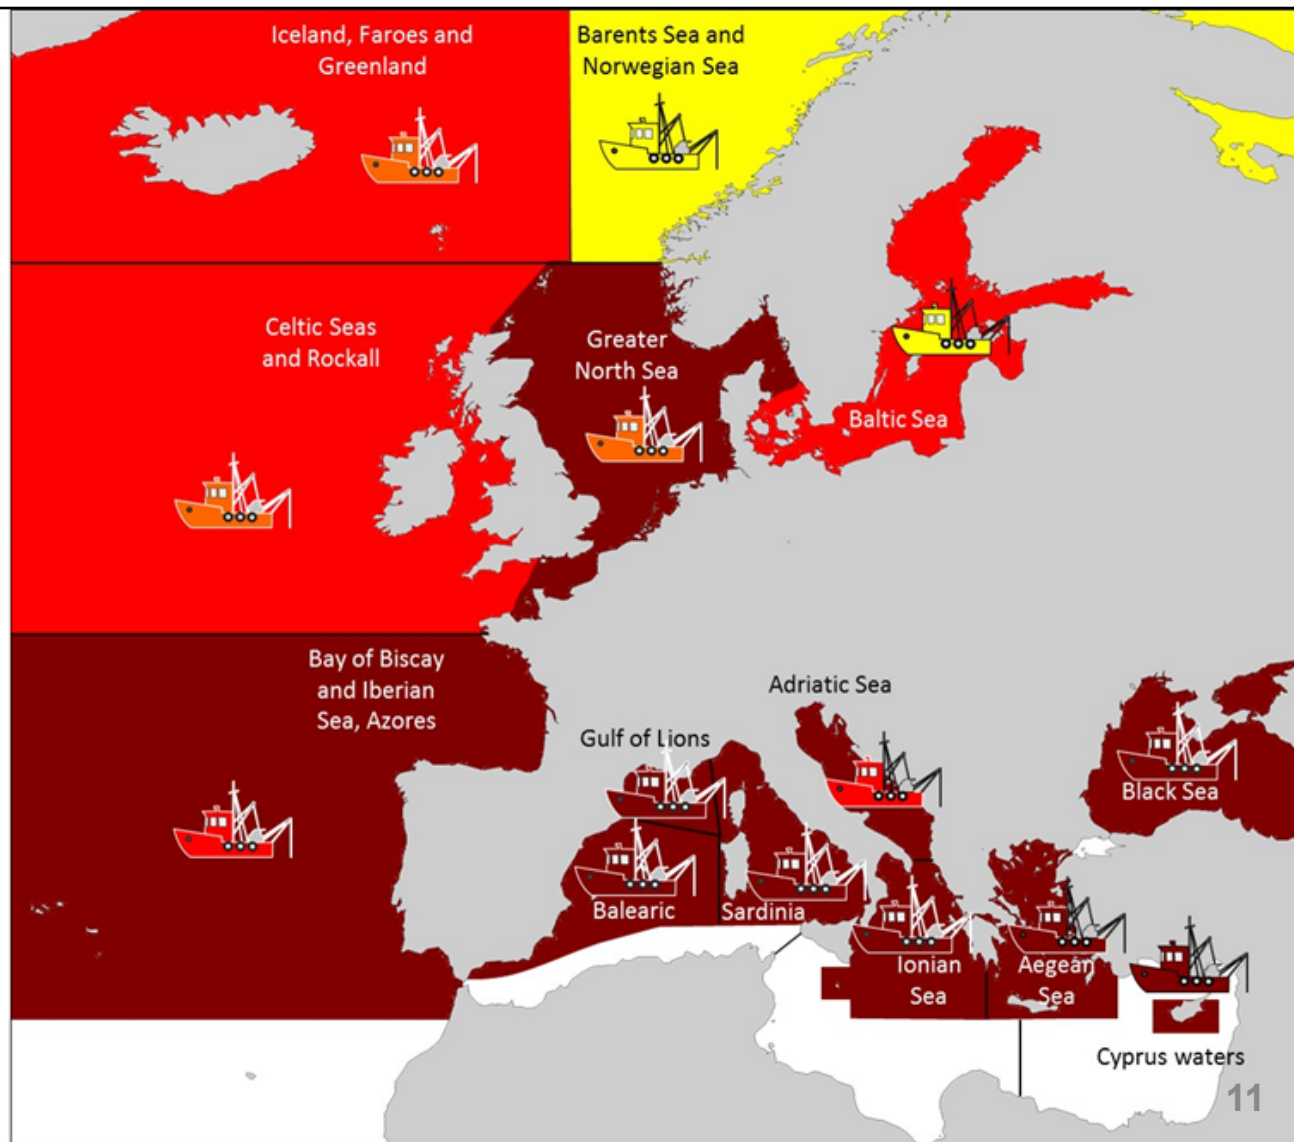 Iceland, Faroes and
Greenland
Barents Sea and
Norwegian Sea
Celtic Seas
and Rockall
Greater
North Sea
Baltic Sea
Bay of Biscay
and Iberian
Sea, Azores
Adriatic Sea
Gulf of Lions
Black Sea
Balearic
Sardinia
Ionian
Sea
Aegean
Sea
Cyprus waters
11